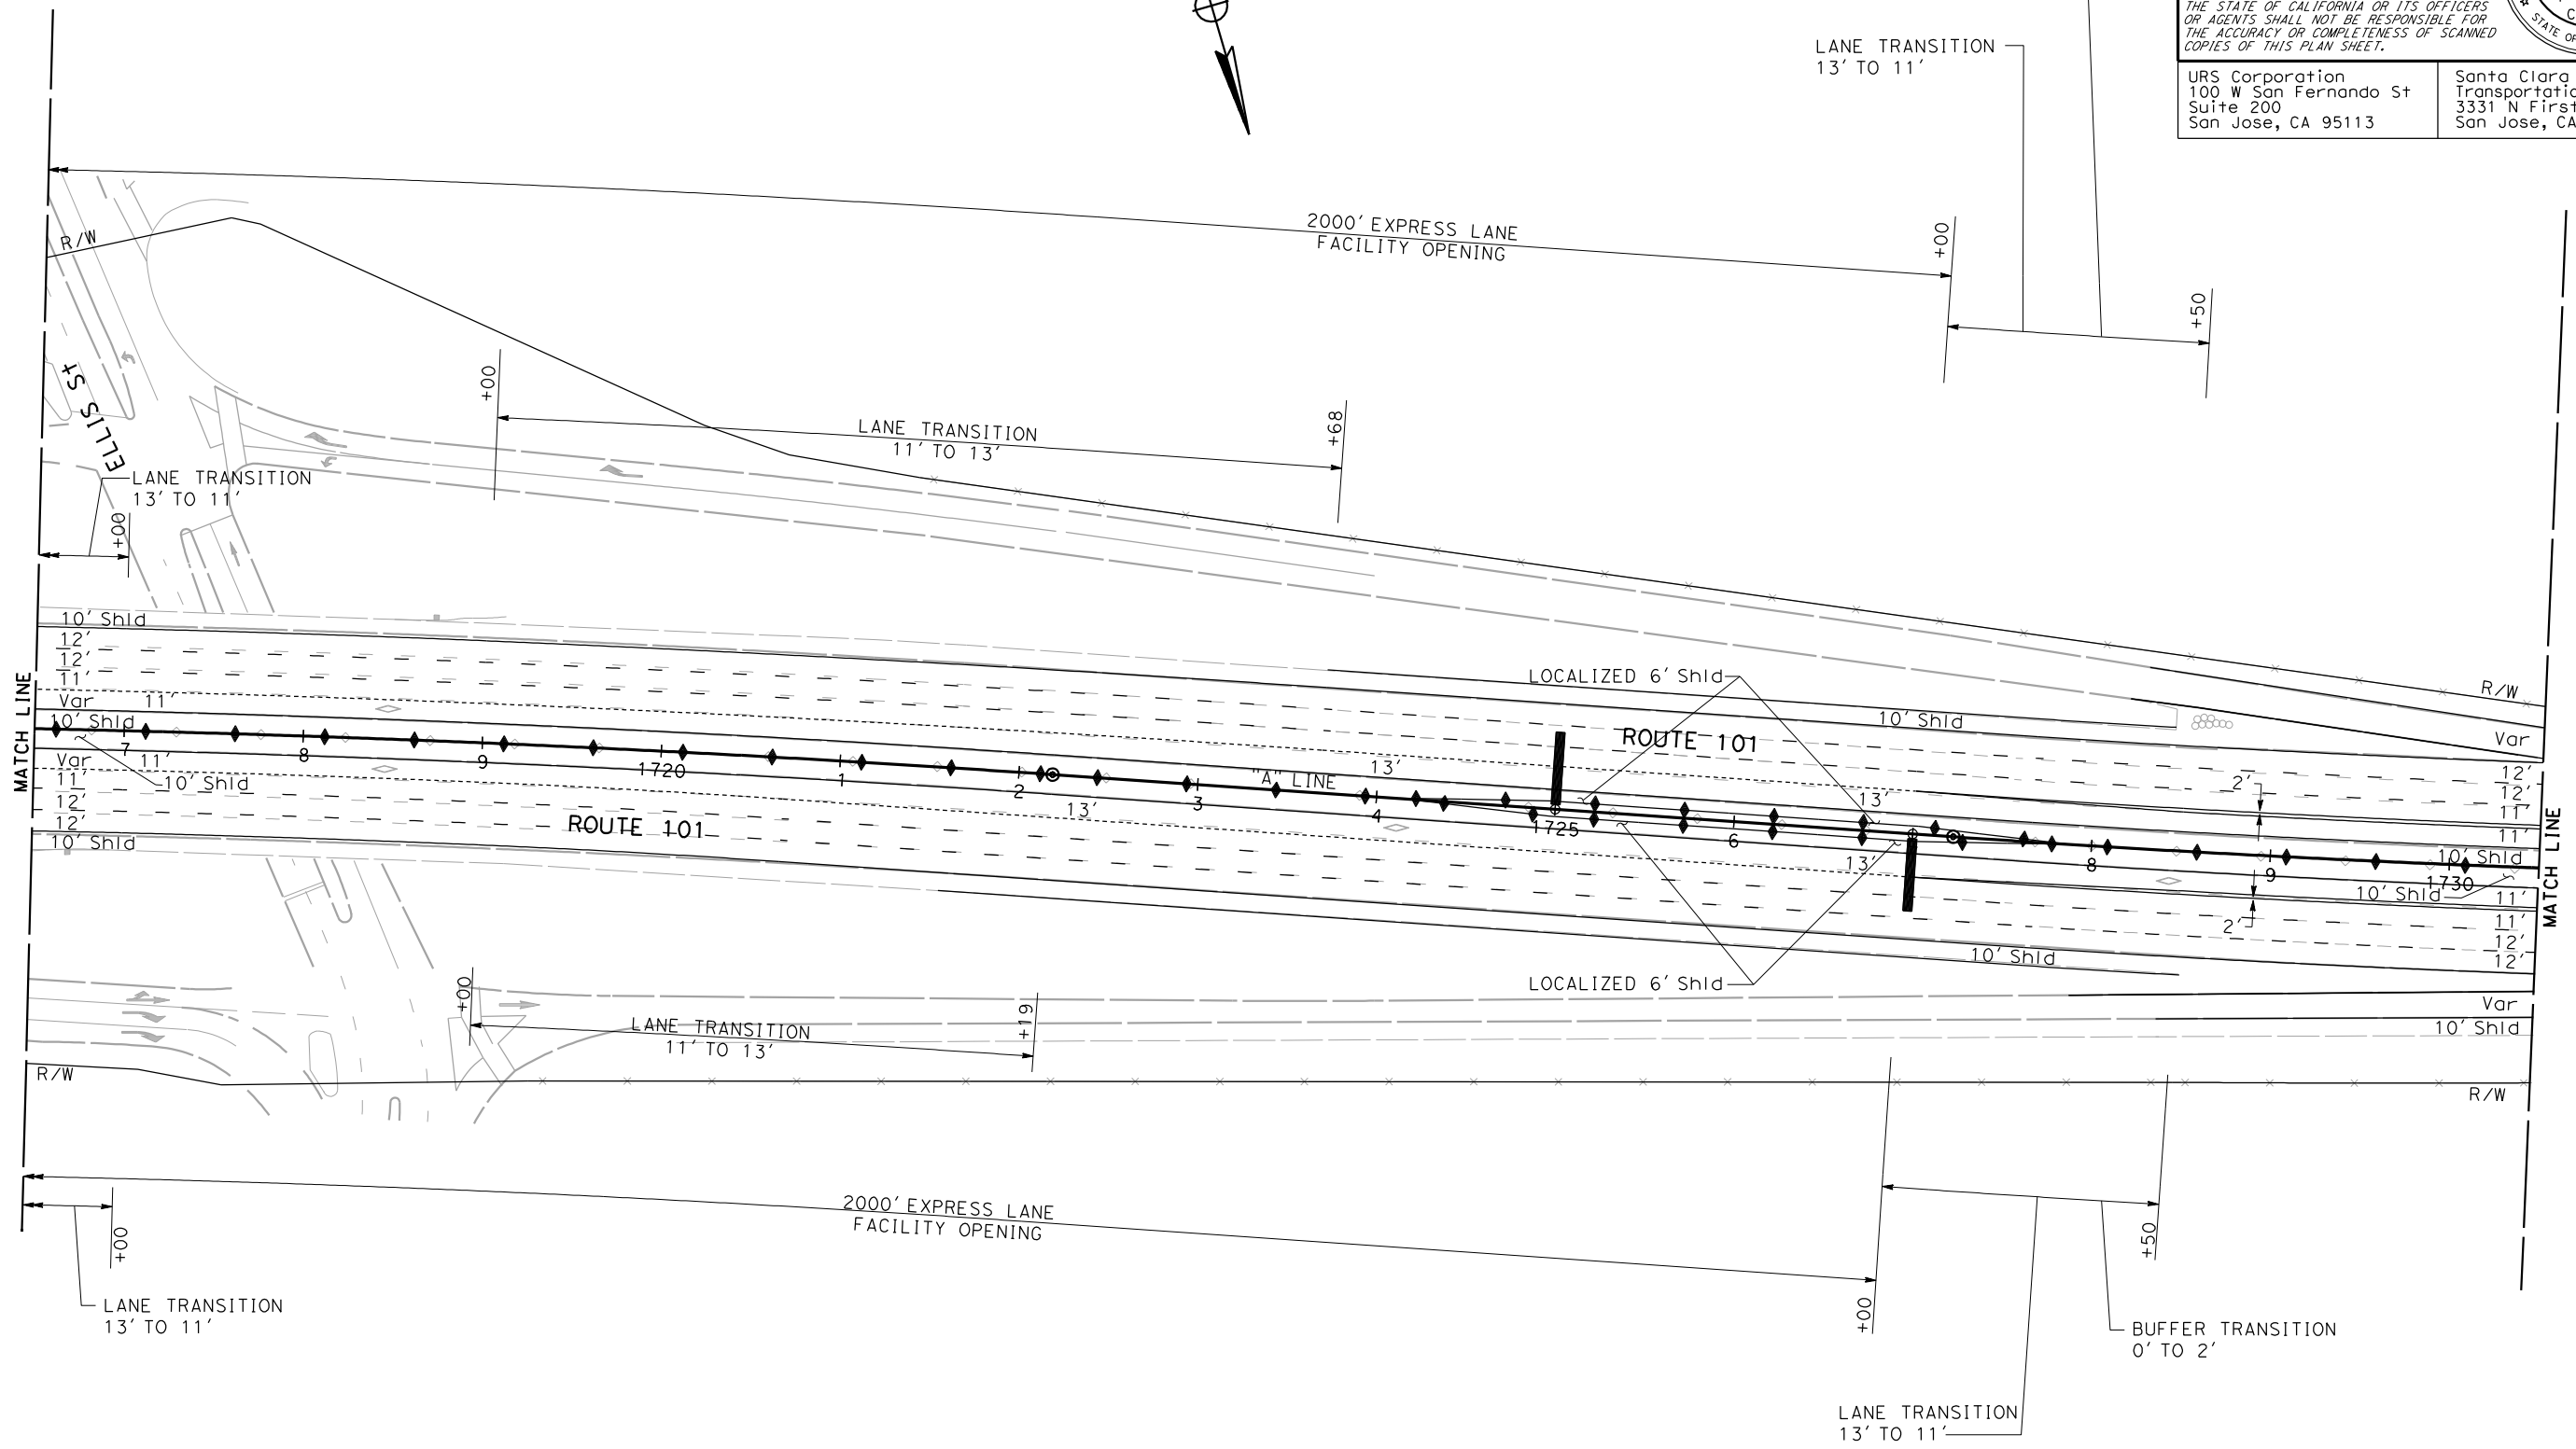 THE STATE OF CALIFORNIA OR ITS OFFICERS
OR AGENTS SHALL NOT BE RESPONSIBLE FOR
THE ACCURACY OR COMPLETENESS OF SCANNED
COPIES OF THIS PLAN SHEET.
STATE OF
URS Corporation
100 W San Fernando St
Suite 200
San Jose, CA 95113
Santa Clara
3331 N First
San Jose, CA
LANE TRANSITION
13' TO 11'
2000' EXPRESS LANE
FACILITY OPENING
+00
+50
R/W
ELLIS St
+00
LANE TRANSITION
11' TO 13'
+68
LANE TRANSITION
13' TO 11'
+00
MATCH LINE
10' Shld
12'
12'
11'
Var
11'
10' Shld
7
8
9
1720
1
2
3
4
1725
6
8
9
1730
Var
11'
11'
10' Shld
12'
12'
10' Shld
ROUTE 101
13'
"A" LINE
13'
LOCALIZED 6' Shld
ROUTE 101
10' Shld
13'
13'
2'
R/W
Var
12'
12'
11'
11'
10' Shld
10' Shld
11'
11'
12'
12'
2'
10' Shld
MATCH LINE
LOCALIZED 6' Shld
Var
10' Shld
R/W
R/W
+00
LANE TRANSITION
11' TO 13'
+19
2000' EXPRESS LANE
FACILITY OPENING
+00
+00
+50
LANE TRANSITION
13' TO 11'
BUFFER TRANSITION
0' TO 2'
LANE TRANSITION
13' TO 11'